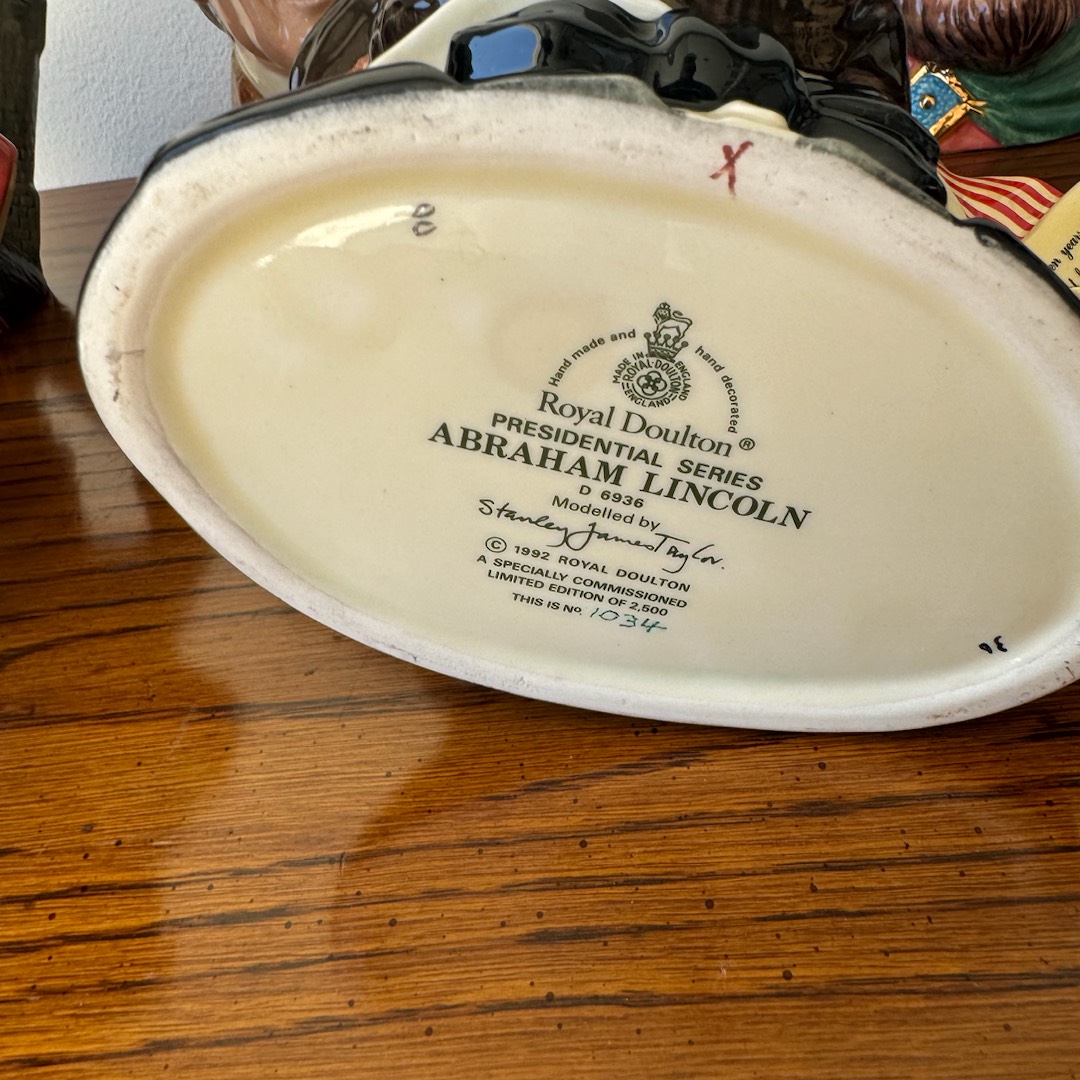 X
Hand made and hand decorated
MADE IN ENGLAND
ROYAL·DOULTON
ENGLAND
Royal Doulton ®
PRESIDENTIAL SERIES
ABRAHAM LINCOLN
D 6936
Modelled by
Stanley James Taylor.
© 1992 ROYAL DOULTON
A SPECIALLY COMMISSIONED
LIMITED EDITION OF 2,500
THIS IS Nº. 1034
years